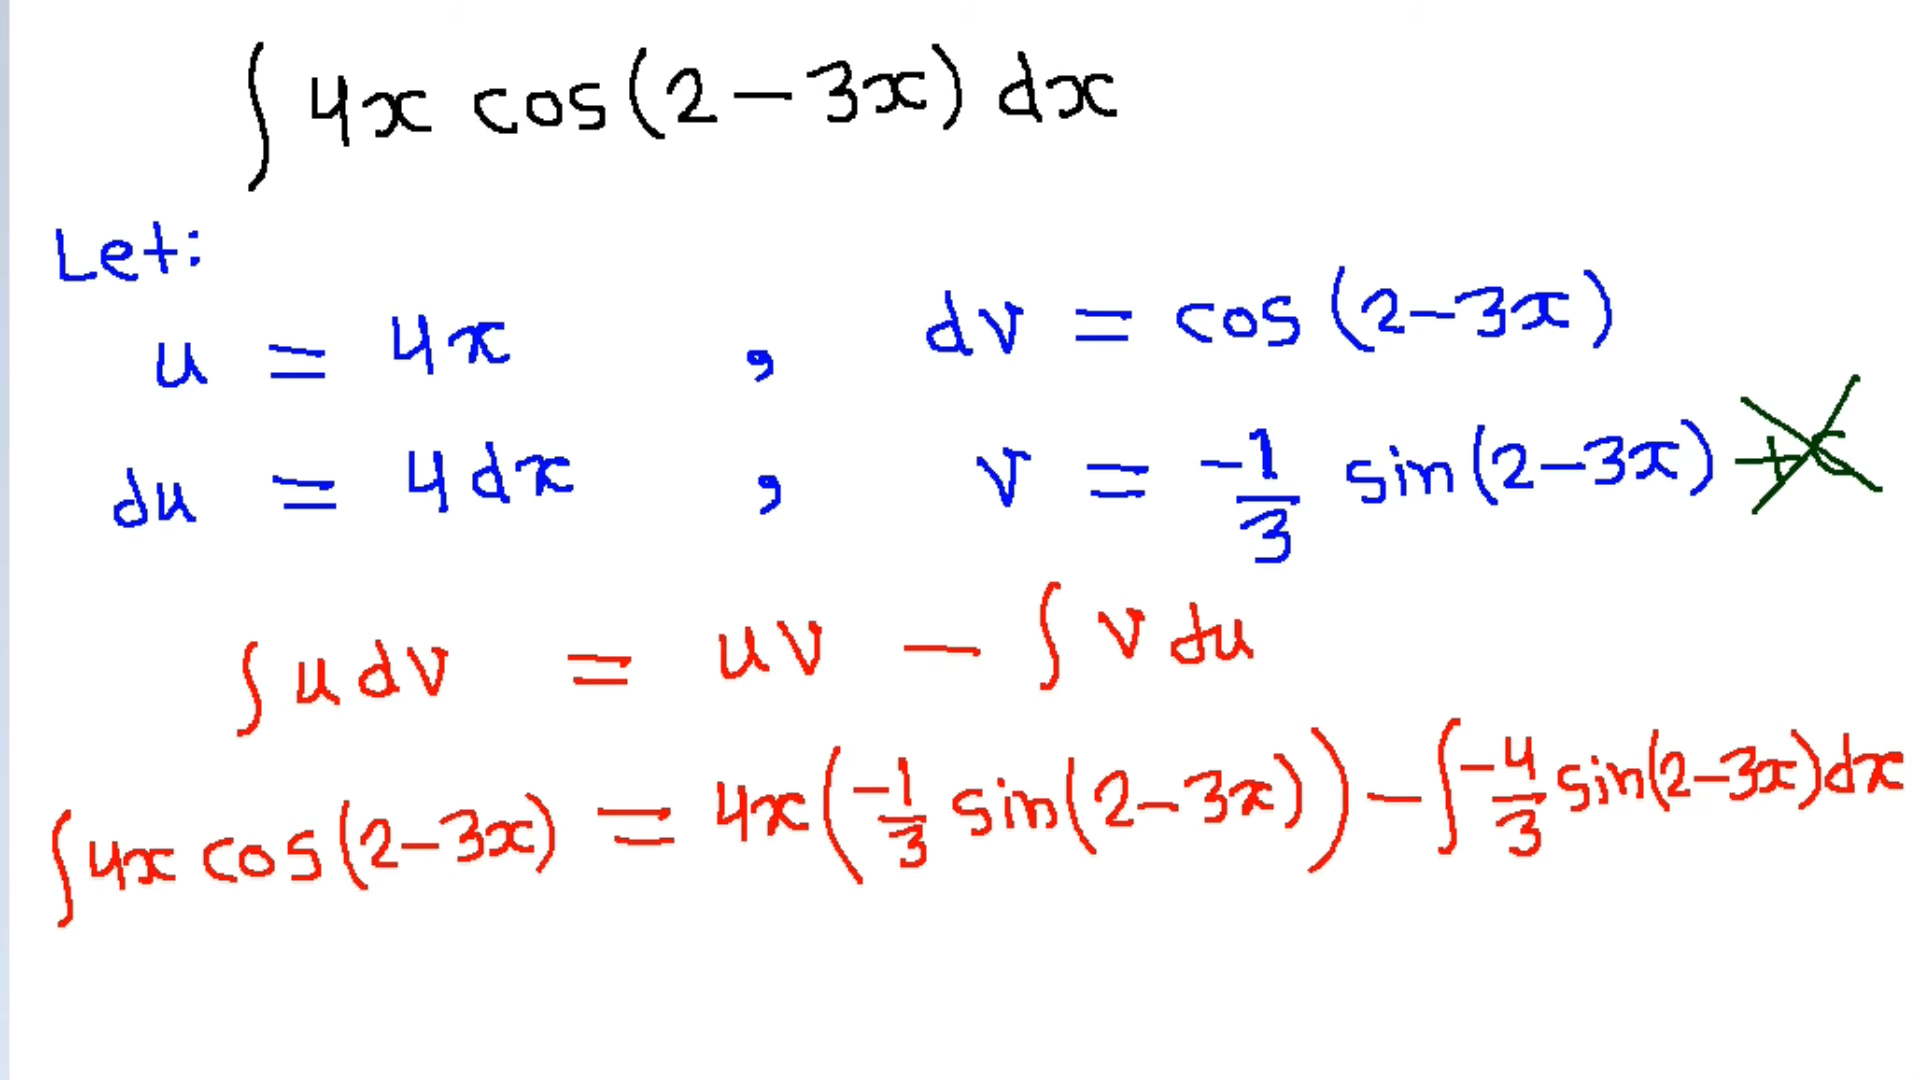 ∫ 4x cos(2-3x) dx
Let:
u = 4x , dv = cos(2-3x)
du = 4dx , v = -1/3 sin(2-3x) +C
∫ u dv = uv - ∫ v du
∫ 4x cos(2-3x) = 4x(-1/3 sin(2-3x)) - ∫ -4/3 sin(2-3x)dx